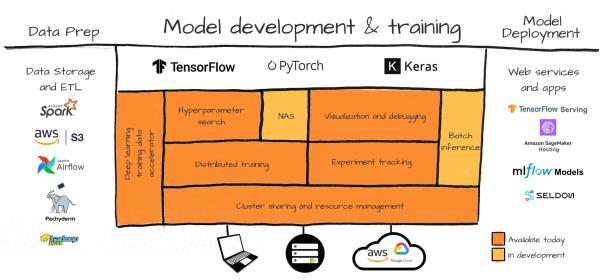 Data Prep
Model development & training
Model
Deployment
Data Storage
and ETL
APACHE
Spark
aws | S3
Apache
Airflow
Pachyderm
hadoop
TensorFlow
PyTorch
K Keras
Deep learning
training data
accelerator
Hyperparameter
search
NAS
Visualization and debugging
Batch
inference
Distributed training
Experiment tracking
Cluster sharing and resource management
aws
Google Cloud
Web services
and apps
TensorFlow Serving
Amazon SageMaker
Hosting
mlflow Models
SELDON
Available today
In development